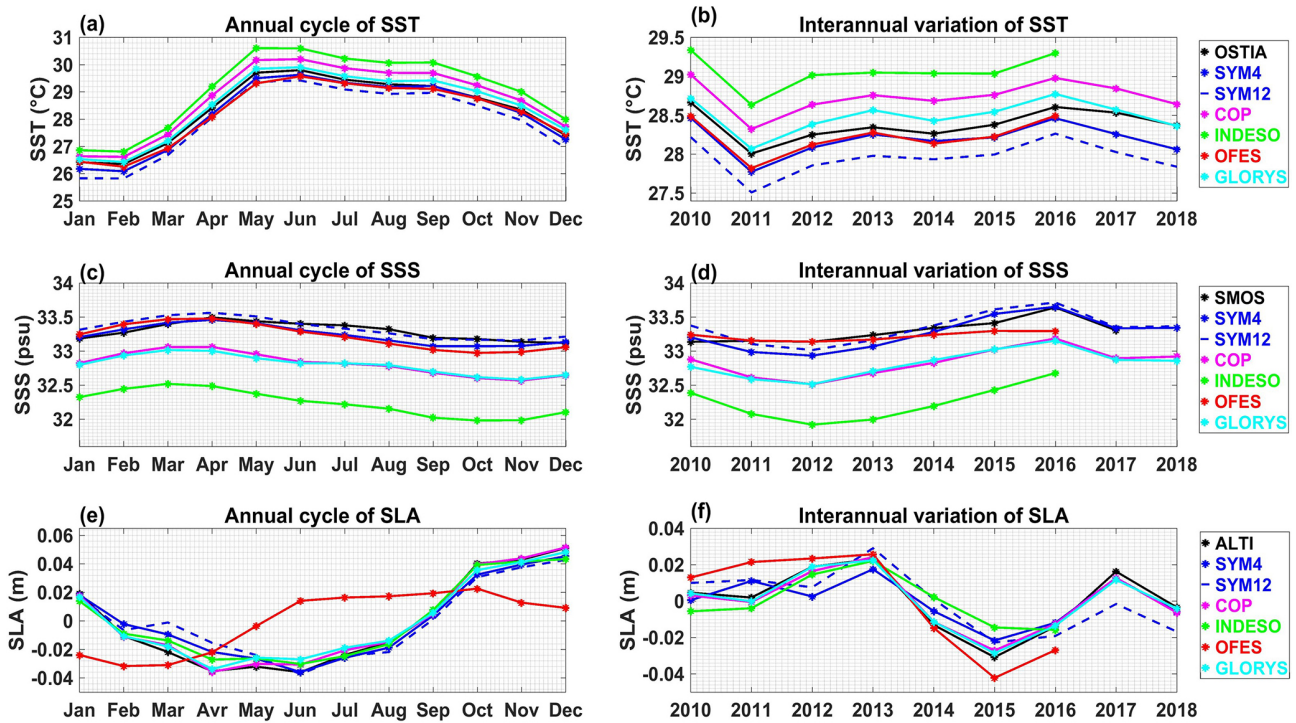 (a) Annual cycle of SST
31
30
29
28
27
26
25
SST (°C)
Jan Feb Mar Apr May Jun Jul Aug Sep Oct Nov Dec
(b) Interannual variation of SST
29.5
29
28.5
28
27.5
SST (°C)
2010 2011 2012 2013 2014 2015 2016 2017 2018
OSTIA
SYM4
SYM12
COP
INDESO
OFES
GLORYS
(c) Annual cycle of SSS
34
33.5
33
32.5
32
SSS (psu)
Jan Feb Mar Apr May Jun Jul Aug Sep Oct Nov Dec
(d) Interannual variation of SSS
34
33.5
33
32.5
32
SSS (psu)
2010 2011 2012 2013 2014 2015 2016 2017 2018
SMOS
SYM4
SYM12
COP
INDESO
OFES
GLORYS
(e) Annual cycle of SLA
0.06
0.04
0.02
0
-0.02
-0.04
SLA (m)
Jan Feb Mar Avr May Jun Jul Aug Sep Oct Nov Dec
(f) Interannual variation of SLA
0.04
0.02
0
-0.02
-0.04
SLA (m)
2010 2011 2012 2013 2014 2015 2016 2017 2018
ALTI
SYM4
SYM12
COP
INDESO
OFES
GLORYS